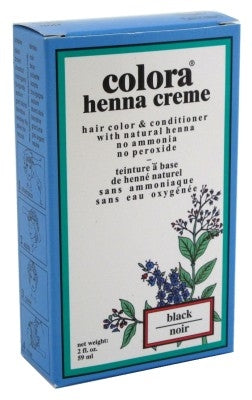 colora®
henna creme
hair color & conditioner
with natural henna
no ammonia
no peroxide
teinture à base
de henné naturel
sans ammoniaque
sans eau oxygénée
black
noir
net weight:
2 fl. oz.
59 ml